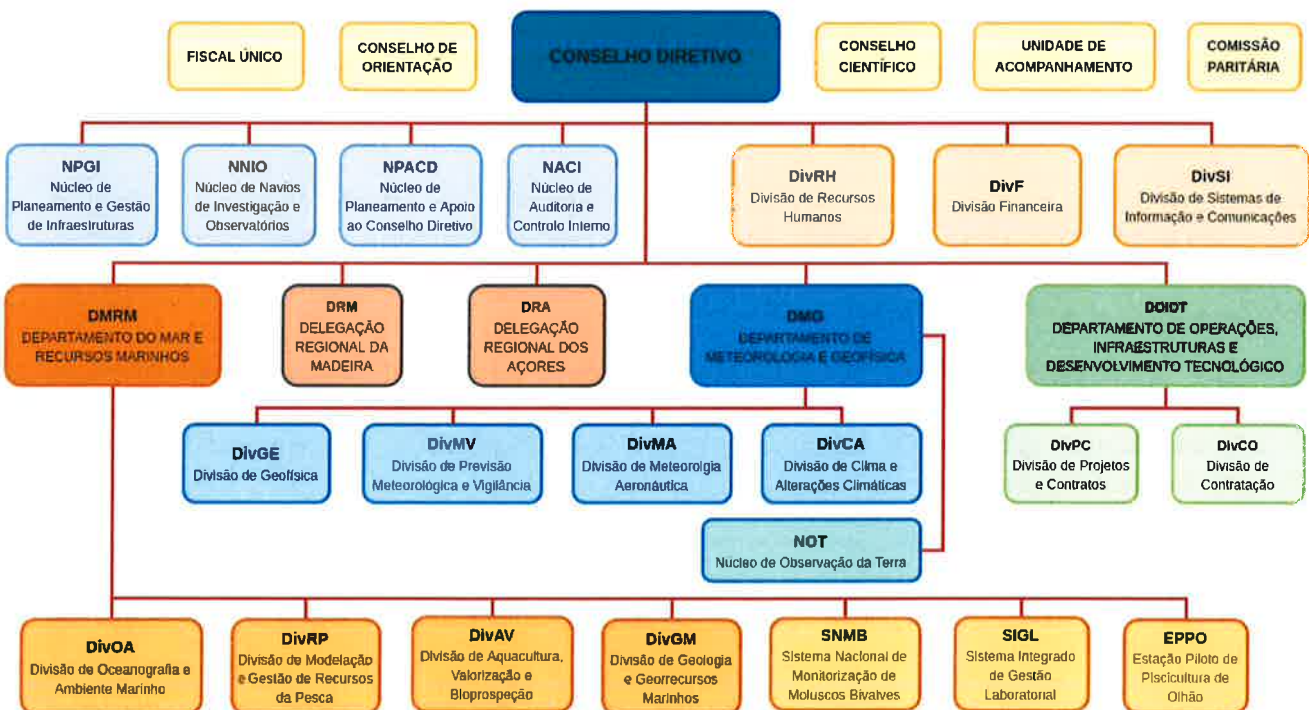 FISCAL ÚNICO
CONSELHO DE
ORIENTAÇÃO
CONSELHO DIRETIVO
CONSELHO
CIENTÍFICO
UNIDADE DE
ACOMPANHAMENTO
COMISSÃO
PARITÁRIA
NPGI
Núcleo de
Planeamento e Gestão
de Infraestruturas
NNIO
Núcleo de Navios
de Investigação e
Observatórios
NPACD
Núcleo de
Planeamento e Apoio
ao Conselho Diretivo
NACI
Núcleo de
Auditoria e
Controlo Interno
DivRH
Divisão de Recursos
Humanos
DivF
Divisão Financeira
DivSI
Divisão de Sistemas de
Informação e Comunicações
DMRM
DEPARTAMENTO DO MAR E
RECURSOS MARINHOS
DRM
DELEGAÇÃO
REGIONAL DA
MADEIRA
DRA
DELEGAÇÃO
REGIONAL DOS
AÇORES
DMG
DEPARTAMENTO DE
METEOROLOGIA E GEOFÍSICA
DOIDT
DEPARTAMENTO DE OPERAÇÕES,
INFRAESTRUTURAS E
DESENVOLVIMENTO TECNOLÓGICO
DivGE
Divisão de Geofísica
DivMV
Divisão de Previsão
Meteorológica e Vigilância
DivMA
Divisão de Meteorolgia
Aeronáutica
DivCA
Divisão de Clima e
Alterações Climáticas
DivPC
Divisão de Projetos
e Contratos
DivCO
Divisão de
Contratação
NOT
Núcleo de Observação da Terra
DivOA
Divisão de Oceanografia e
Ambiente Marinho
DivRP
Divisão de Modelação
e Gestão de Recursos
da Pesca
DivAV
Divisão de Aquacultura,
Valorização e
Bioprospeção
DivGM
Divisão de Geologia
e Georrecursos
Marinhos
SNMB
Sistema Nacional de
Monitorização de
Moluscos Bivalves
SIGL
Sistema Integrado
de Gestão
Laboratorial
EPPO
Estação Piloto de
Piscicultura de
Olhão